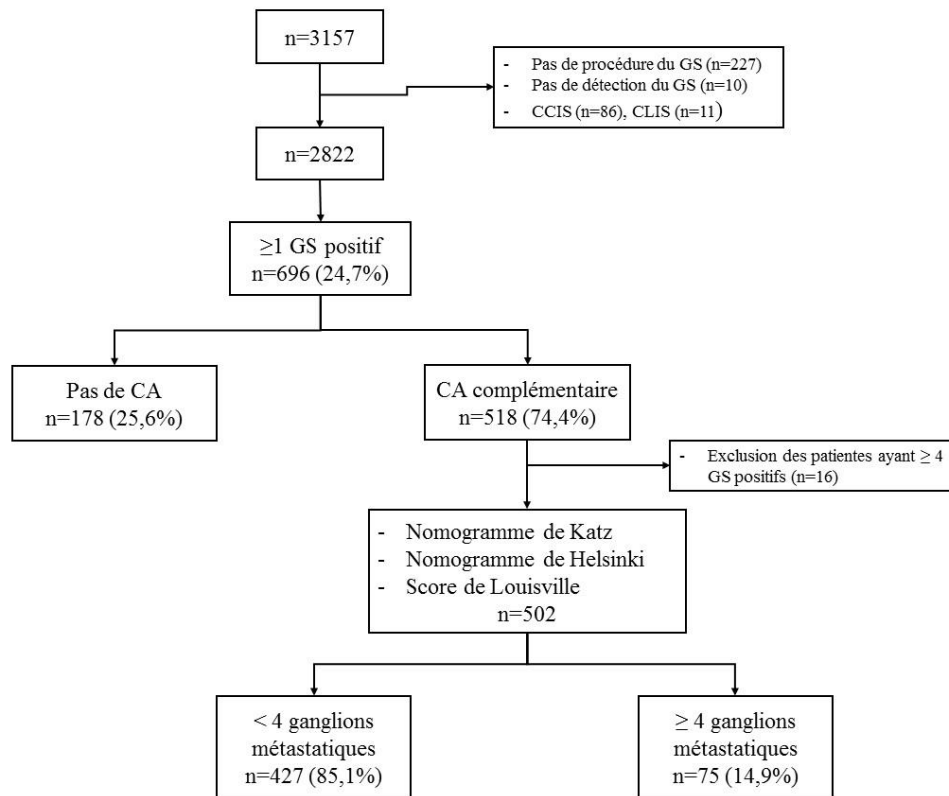 n=3157
- Pas de procédure du GS (n=227)
- Pas de détection du GS (n=10)
- CCIS (n=86), CLIS (n=11)
n=2822
≥1 GS positif
n=696 (24,7%)
Pas de CA
n=178 (25,6%)
CA complémentaire
n=518 (74,4%)
- Exclusion des patientes ayant ≥ 4
GS positifs (n=16)
- Nomogramme de Katz
- Nomogramme de Helsinki
- Score de Louisville
n=502
< 4 ganglions
métastatiques
n=427 (85,1%)
≥ 4 ganglions
métastatiques
n=75 (14,9%)